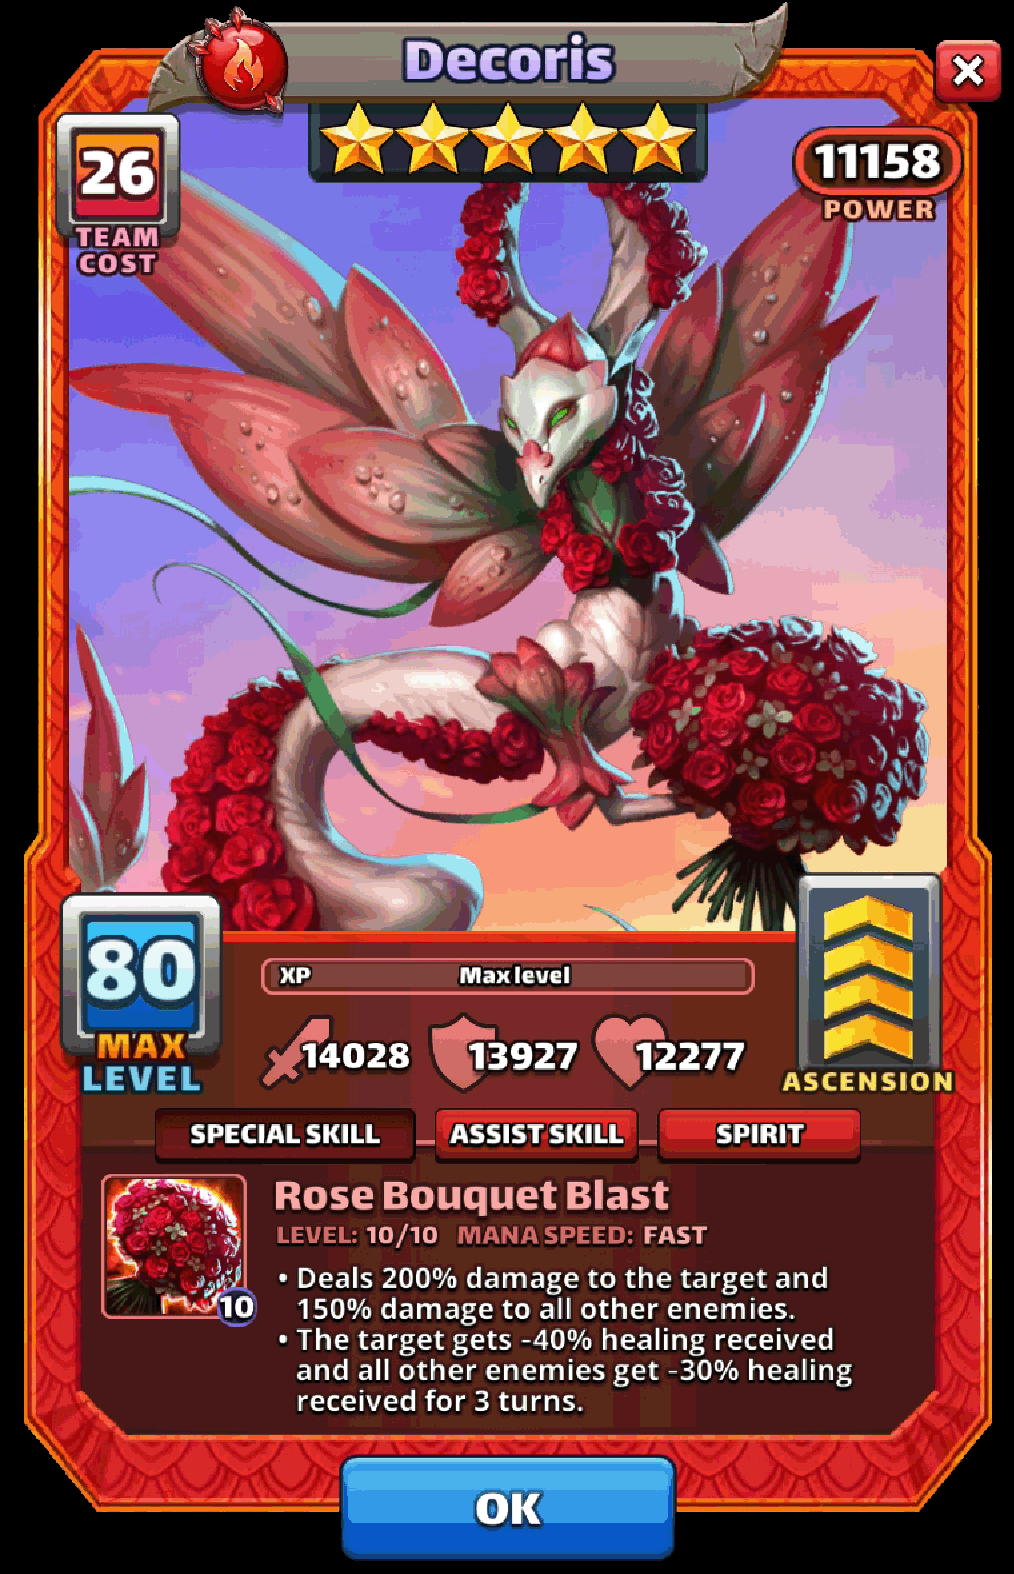 Decoris
26
TEAM
COST
11158
POWER
80
MAX
LEVEL
XP Max level
14028 13927 12277
ASCENSION
SPECIAL SKILL ASSIST SKILL SPIRIT
Rose Bouquet Blast
LEVEL: 10/10 MANA SPEED: FAST
10
• Deals 200% damage to the target and
150% damage to all other enemies.
• The target gets -40% healing received
and all other enemies get -30% healing
received for 3 turns.
OK